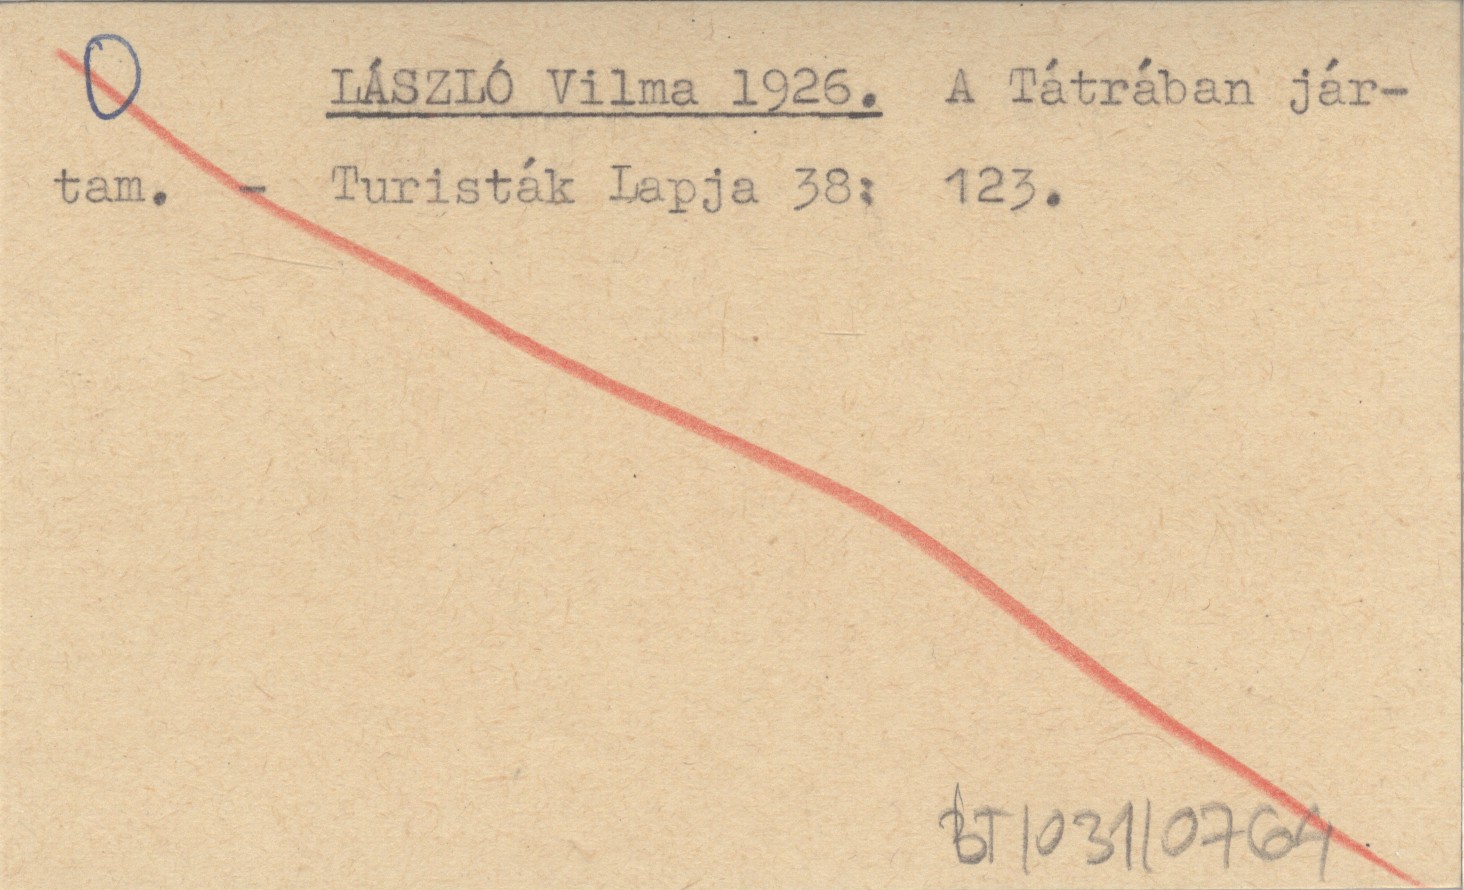 LÁSZLÓ Vilma 1926. A Tátrában jár-
tam. - Turisták Lapja 38: 123.
BT/031/0764